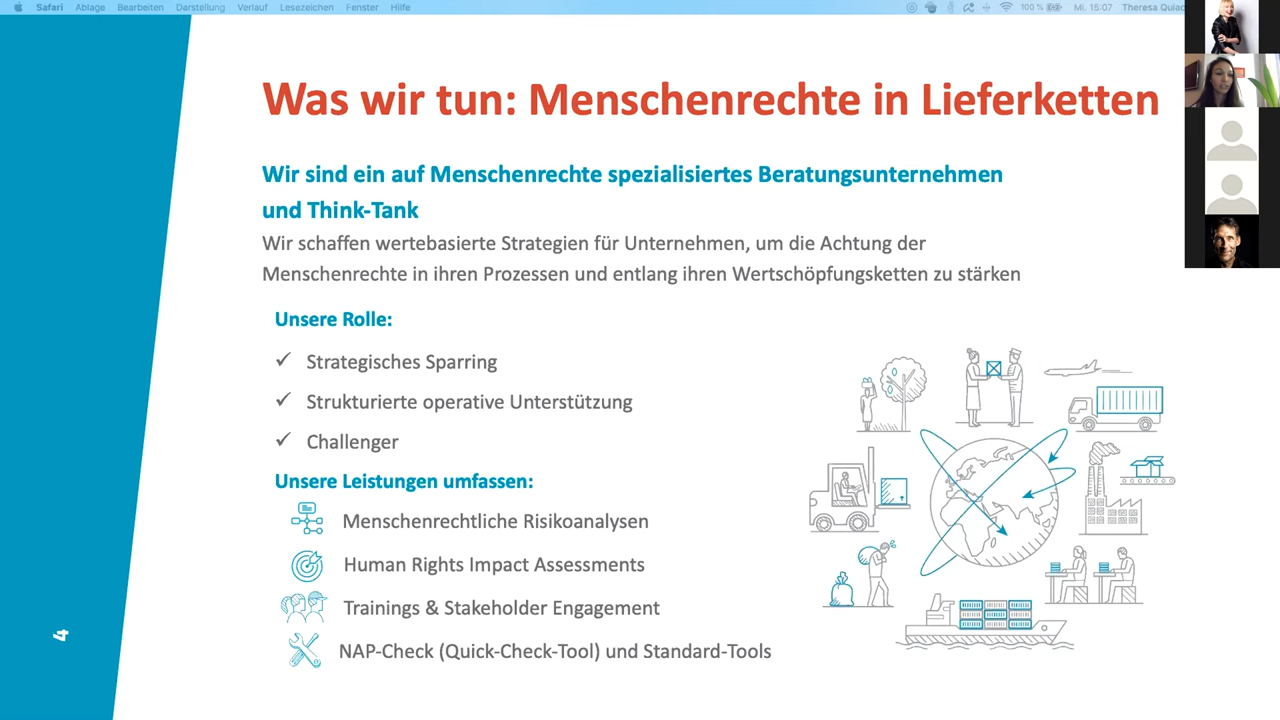 Safari Ablage Bearbeiten Darstellung Verlauf Lesezeichen Fenster Hilfe 100 % Mi. 15:07 Theresa
Was wir tun: Menschenrechte in Lieferketten
Wir sind ein auf Menschenrechte spezialisiertes Beratungsunternehmen
und Think-Tank
Wir schaffen wertebasierte Strategien für Unternehmen, um die Achtung der
Menschenrechte in ihren Prozessen und entlang ihren Wertschöpfungsketten zu stärken
Unsere Rolle:
✓ Strategisches Sparring
✓ Strukturierte operative Unterstützung
✓ Challenger
Unsere Leistungen umfassen:
Menschenrechtliche Risikoanalysen
Human Rights Impact Assessments
Trainings & Stakeholder Engagement
NAP-Check (Quick-Check-Tool) und Standard-Tools
4